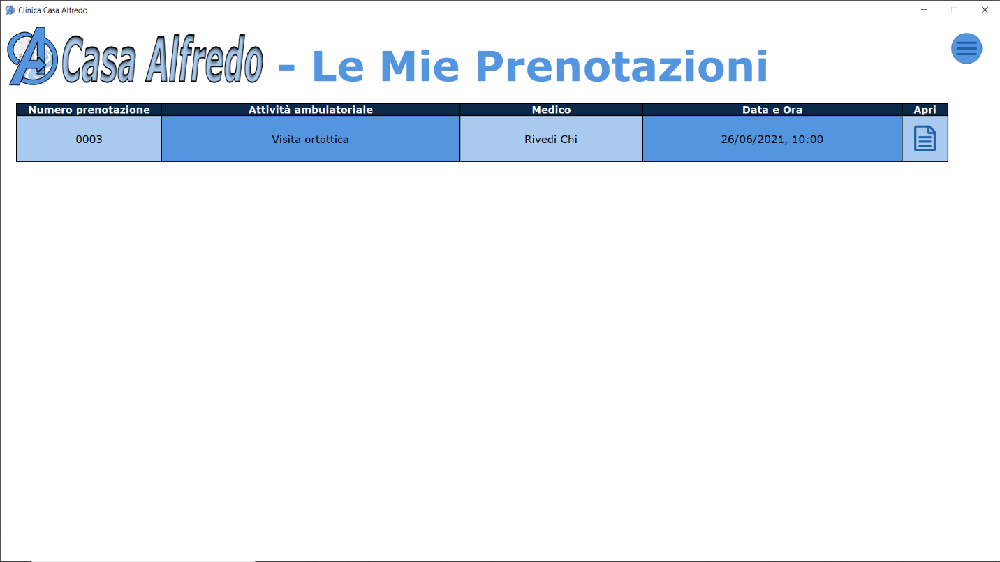 Clinica Casa Alfredo
Casa Alfredo - Le Mie Prenotazioni
Numero prenotazione Attività ambulatoriale Medico Data e Ora Apri
0003 Visita ortottica Rivedi Chi 26/06/2021, 10:00